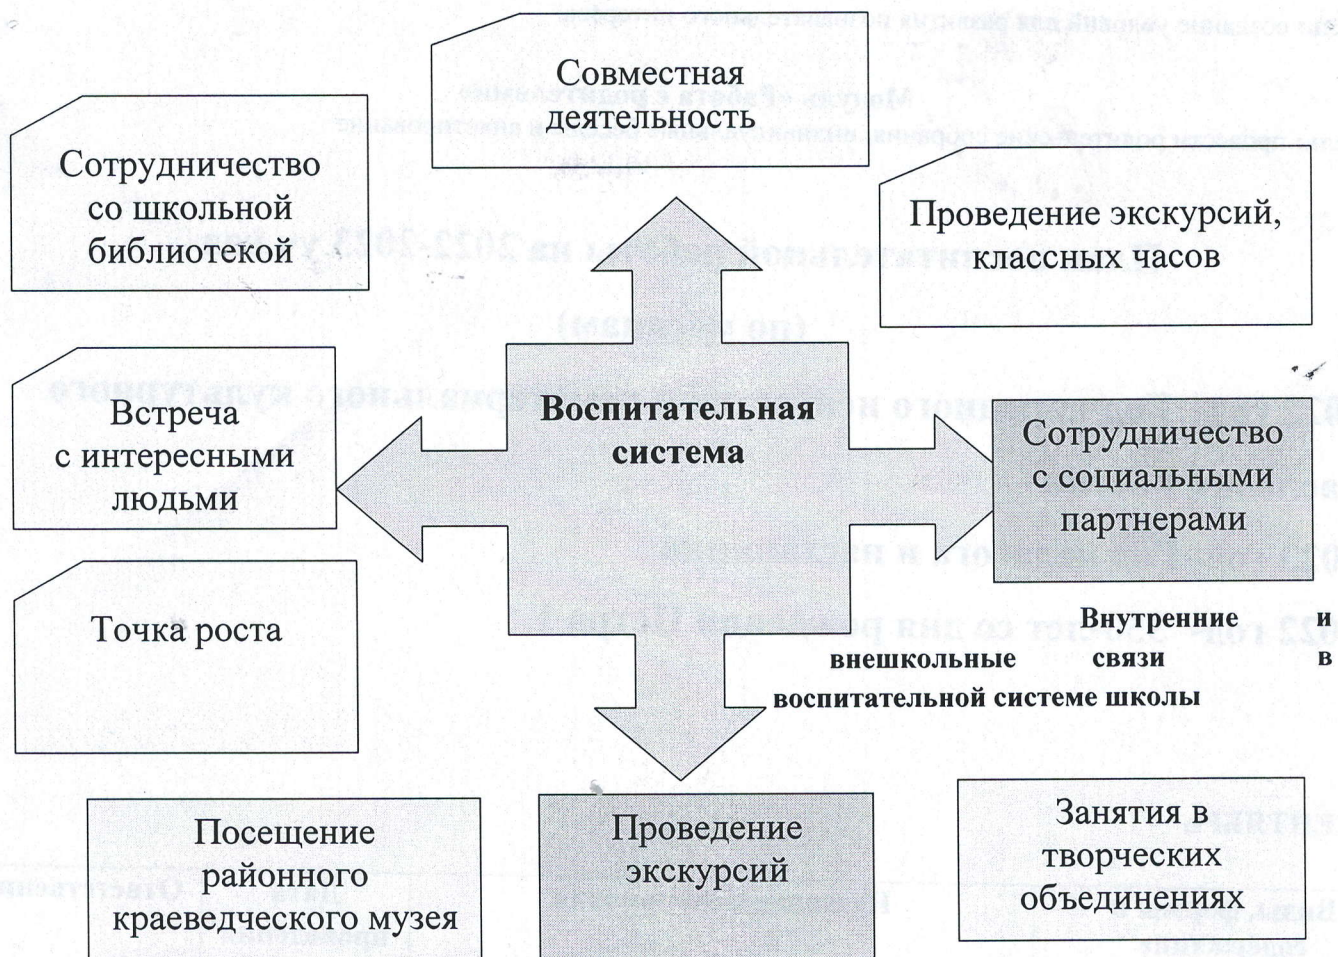 Совместная
деятельность
Сотрудничество
со школьной
библиотекой
Проведение экскурсий,
классных часов
Встреча
с интересными
людьми
Воспитательная
система
Сотрудничество
с социальными
партнерами
Точка роста
Внутренние и
внешкольные связи в
воспитательной системе школы
Посещение
районного
краеведческого музея
Проведение
экскурсий
Занятия в
творческих
объединениях